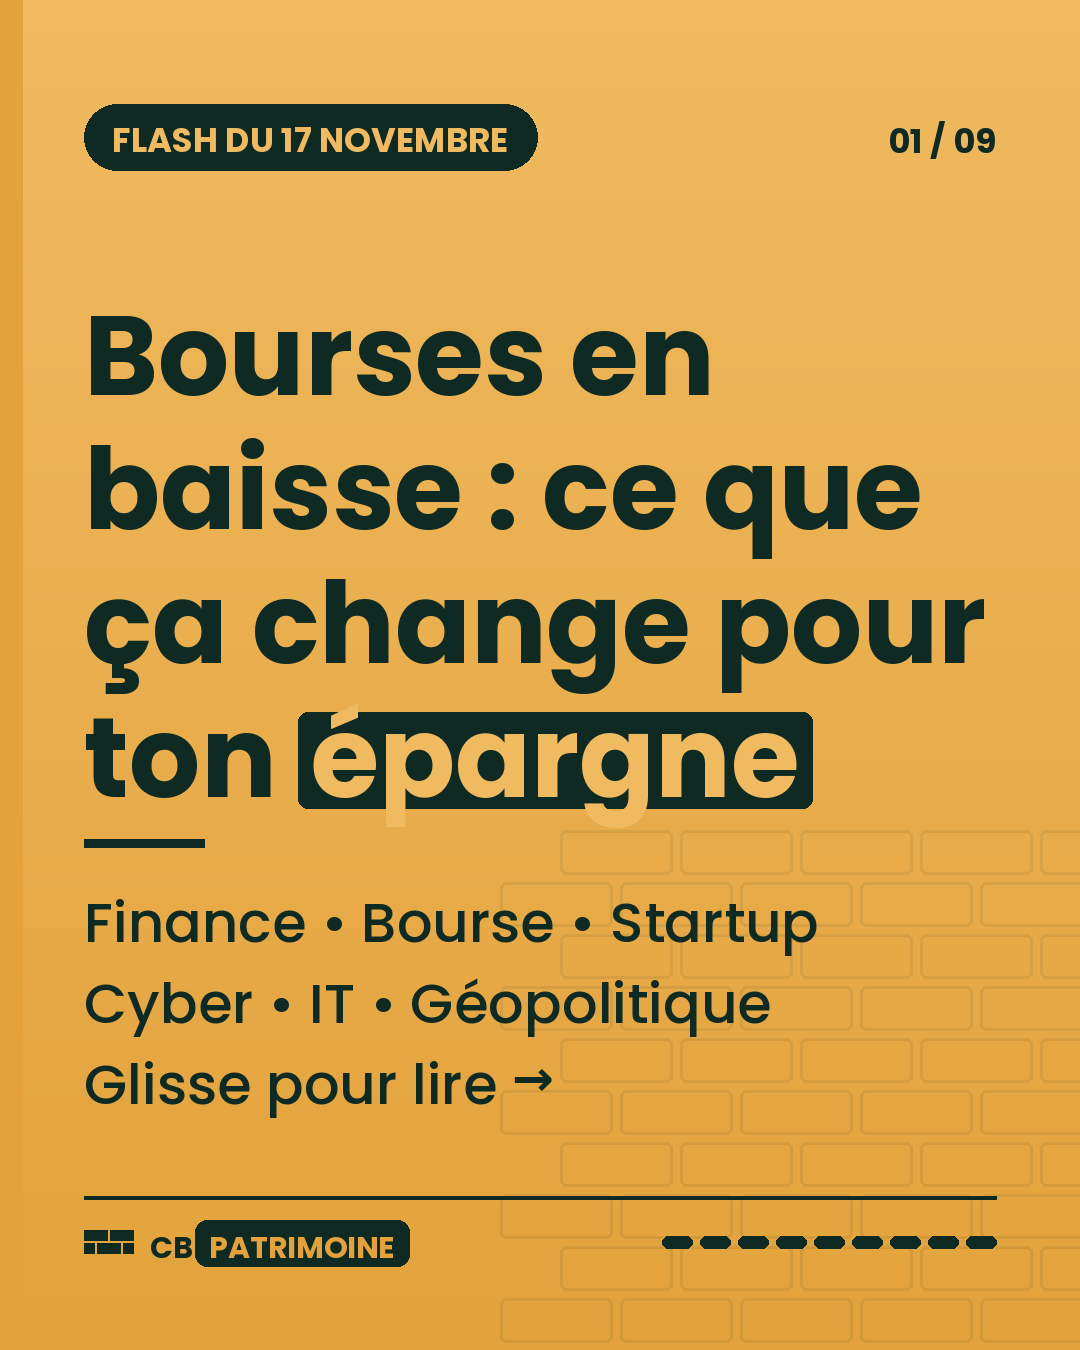 FLASH DU 17 NOVEMBRE
01 / 09
Bourses en
baisse : ce que
ça change pour
ton épargne
Finance • Bourse • Startup
Cyber • IT • Géopolitique
Glisse pour lire →
CB PATRIMOINE